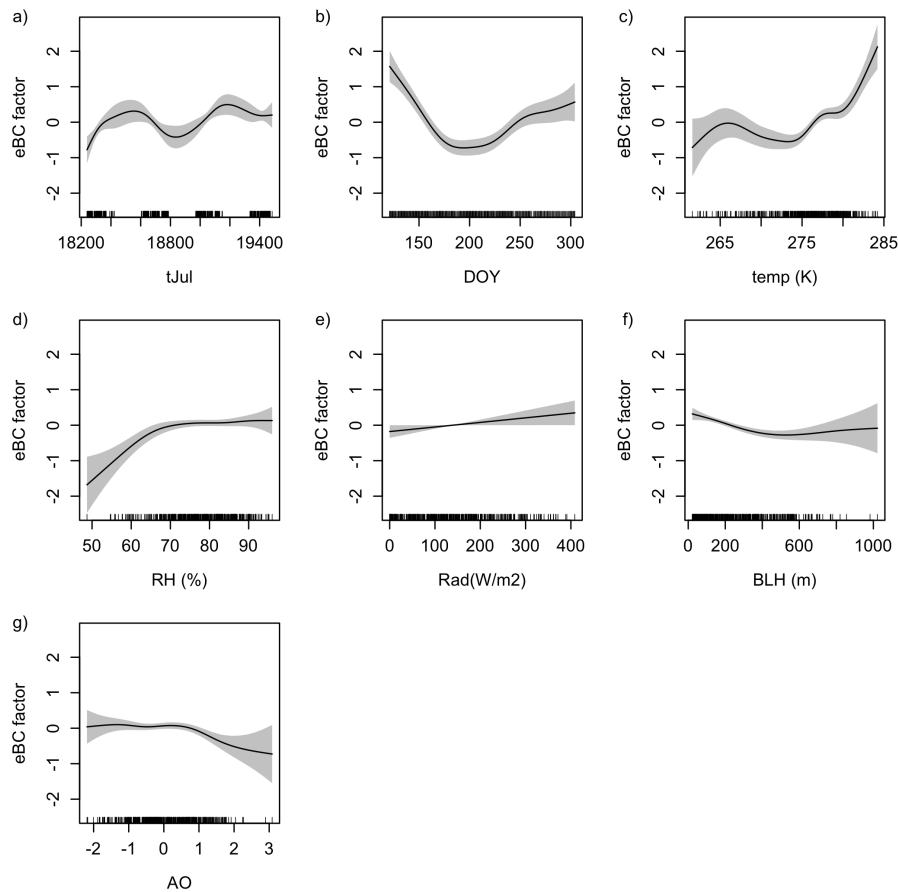 a)
eBC factor
2
1
0
-1
-2
18200 18800 19400
tJul
b)
eBC factor
2
1
0
-1
-2
150 200 250 300
DOY
c)
eBC factor
2
1
0
-1
-2
265 275 285
temp (K)
d)
eBC factor
2
1
0
-1
-2
50 60 70 80 90
RH (%)
e)
eBC factor
2
1
0
-1
-2
0 100 200 300 400
Rad(W/m2)
f)
eBC factor
2
1
0
-1
-2
0 200 600 1000
BLH (m)
g)
eBC factor
2
1
0
-1
-2
-2 -1 0 1 2 3
AO